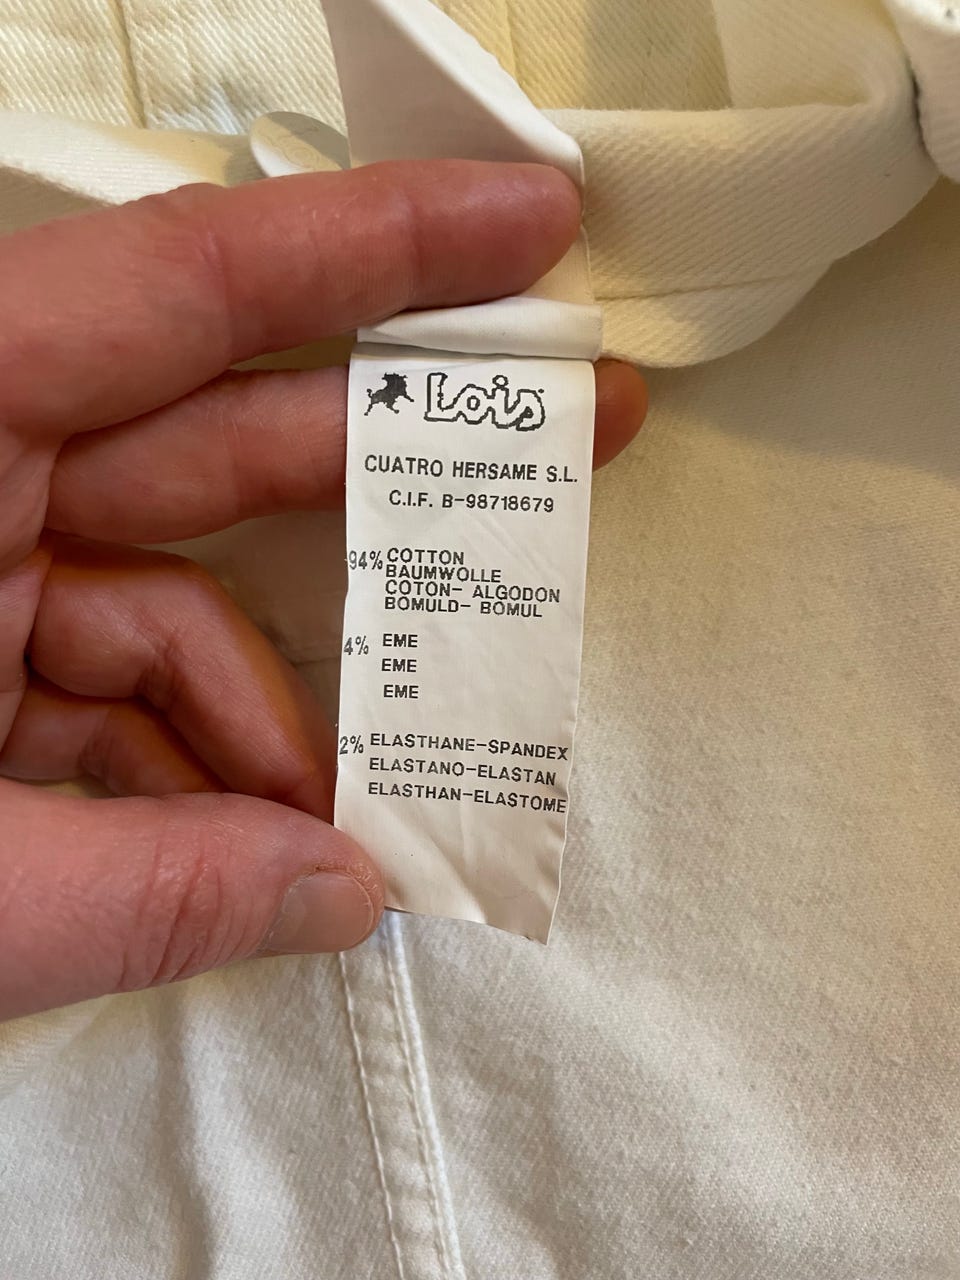 Lois
CUATRO HERSAME S.L.
C.I.F. B-98718679
94% COTTON
BAUMWOLLE
COTON- ALGODON
BOMULD- BOMUL
4% EME
EME
EME
2% ELASTHANE-SPANDEX
ELASTANO-ELASTAN
ELASTHAN-ELASTOME